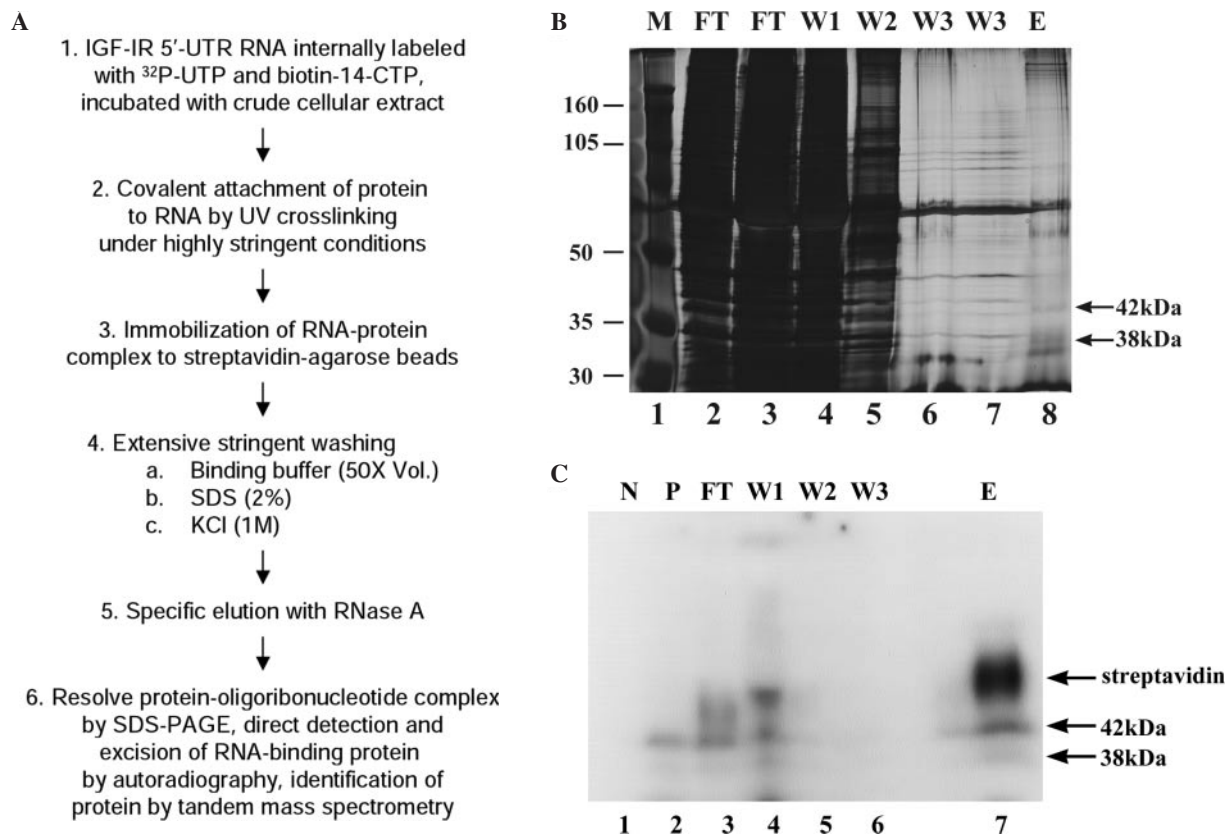 A
1. IGF-IR 5′-UTR RNA internally labeled
with ³²P-UTP and biotin-14-CTP,
incubated with crude cellular extract
2. Covalent attachment of protein
to RNA by UV crosslinking
under highly stringent conditions
3. Immobilization of RNA-protein
complex to streptavidin-agarose beads
4. Extensive stringent washing
a. Binding buffer (50X Vol.)
b. SDS (2%)
c. KCl (1M)
5. Specific elution with RNase A
6. Resolve protein-oligoribonucleotide complex
by SDS-PAGE, direct detection and
excision of RNA-binding protein
by autoradiography, identification of
protein by tandem mass spectrometry
B
M FT FT W1 W2 W3 W3 E
160
105
50
35
30
42kDa
38kDa
1 2 3 4 5 6 7 8
C
N P FT W1 W2 W3 E
streptavidin
42kDa
38kDa
1 2 3 4 5 6 7